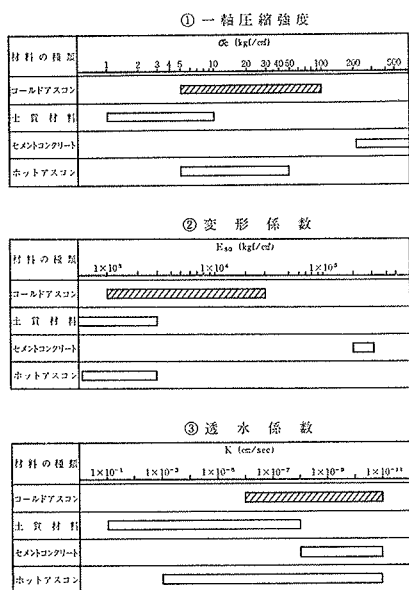 ① 一軸圧縮強度
σc (kgf/cm²)
材料の種類
1 2 3 4 5 10 20 30 40 50 100 200 500
コールドアスコン
土質材料
セメントコンクリート
ホットアスコン
② 変形係数
E₅₀ (kgf/cm²)
材料の種類
1×10³ 1×10⁴ 1×10⁵
コールドアスコン
土質材料
セメントコンクリート
ホットアスコン
③ 透水係数
K (cm/sec)
材料の種類
1×10⁻¹ 1×10⁻³ 1×10⁻⁵ 1×10⁻⁷ 1×10⁻⁹ 1×10⁻¹¹
コールドアスコン
土質材料
セメントコンクリート
ホットアスコン